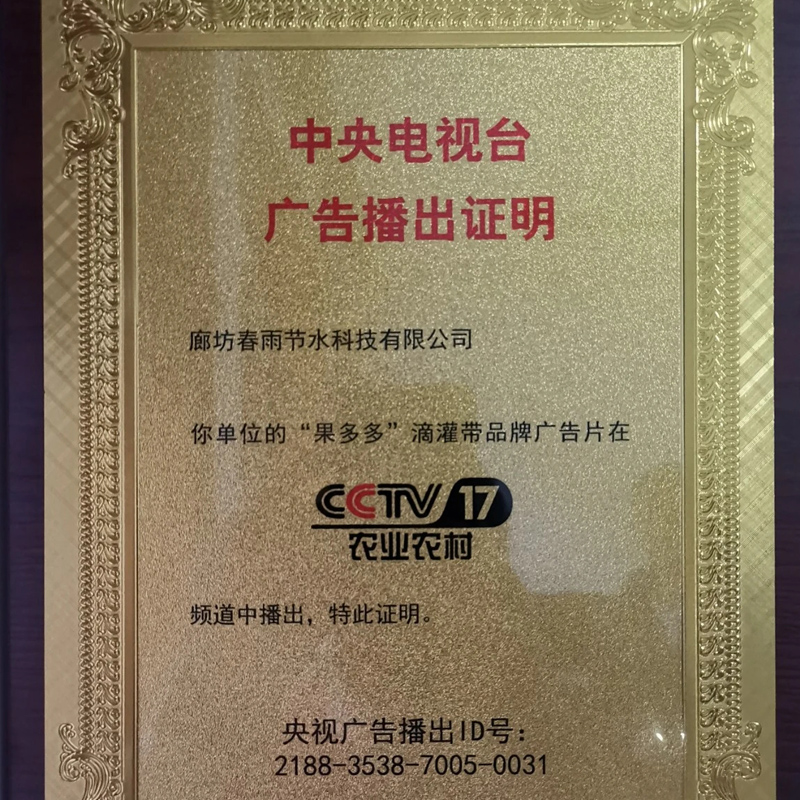 中央电视台
广告播出证明
廊坊春雨节水科技有限公司
你单位的“果多多”滴灌带品牌广告片在
CCTV 17
农业农村
频道中播出，特此证明。
央视广告播出ID号：
2188-3538-7005-0031